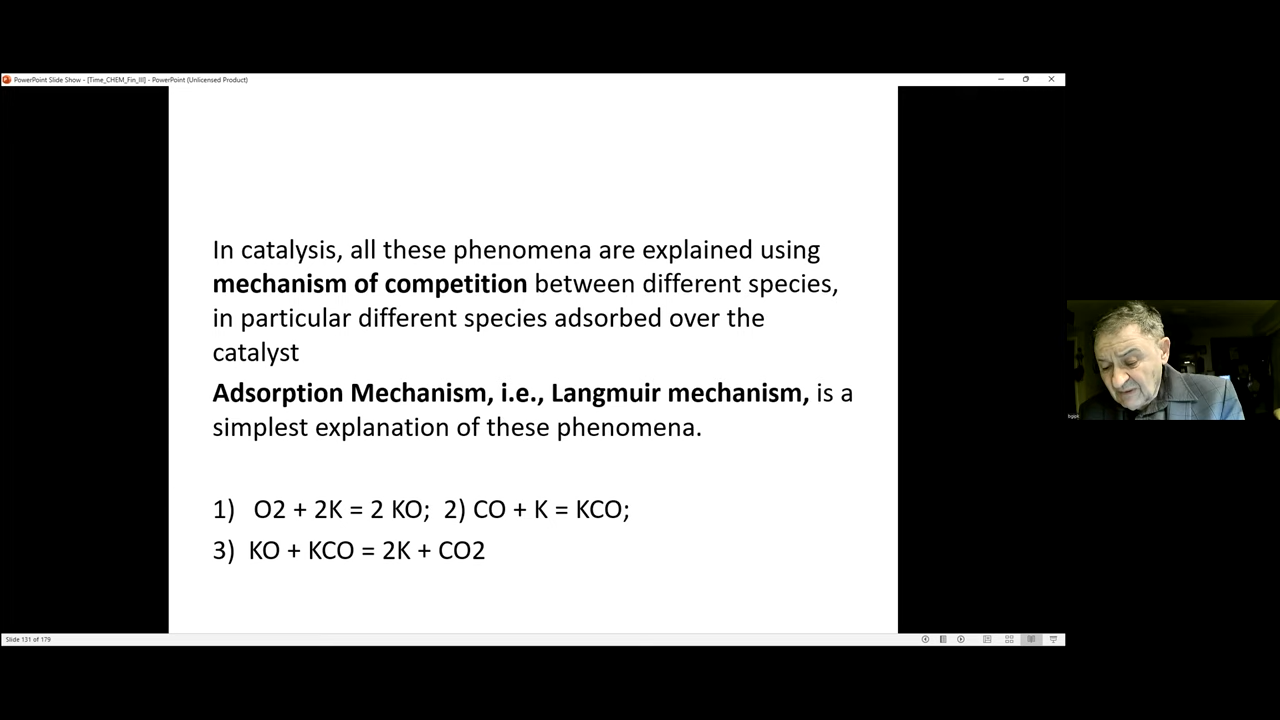 PowerPoint Slide Show - [Time_CHEM_Fin_III] - PowerPoint (Unlicensed Product)
In catalysis, all these phenomena are explained using
mechanism of competition between different species,
in particular different species adsorbed over the
catalyst
Adsorption Mechanism, i.e., Langmuir mechanism, is a
simplest explanation of these phenomena.
1) O2 + 2K = 2 KO; 2) CO + K = KCO;
3) KO + KCO = 2K + CO2
Slide 131 of 179